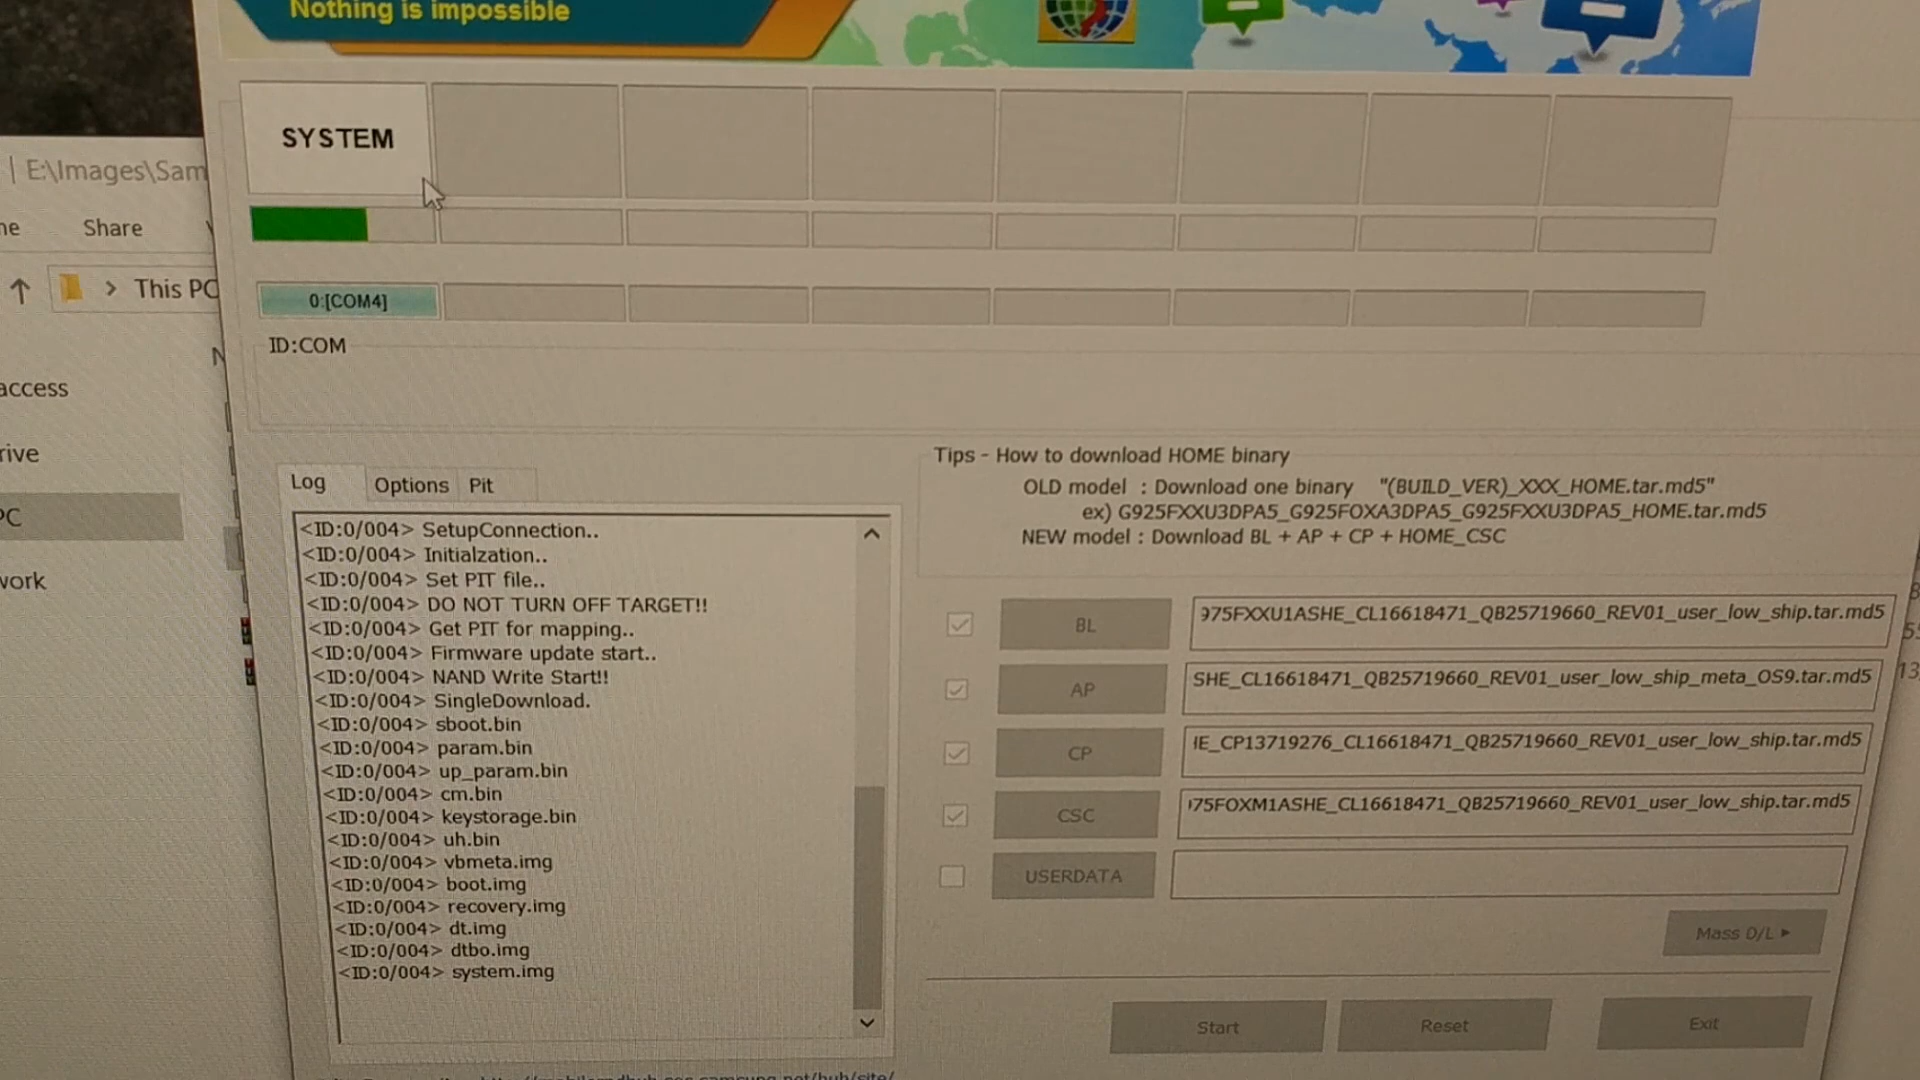 Nothing is impossible
SYSTEM
E:\Images\Sam
Share
This PC
0:[COM4]
ID:COM
access
Log
Options
Pit
Tips - How to download HOME binary
OLD model : Download one binary "(BUILD_VER)_XXX_HOME.tar.md5"
ex) G925FXXU3DPA5_G925FOXA3DPA5_G925FXXU3DPA5_HOME.tar.md5
NEW model : Download BL + AP + CP + HOME_CSC
<ID:0/004> SetupConnection..
<ID:0/004> Initialzation..
<ID:0/004> Set PIT file..
<ID:0/004> DO NOT TURN OFF TARGET!!
<ID:0/004> Get PIT for mapping..
<ID:0/004> Firmware update start..
<ID:0/004> NAND Write Start!!
<ID:0/004> SingleDownload.
<ID:0/004> sboot.bin
<ID:0/004> param.bin
<ID:0/004> up_param.bin
<ID:0/004> cm.bin
<ID:0/004> keystorage.bin
<ID:0/004> uh.bin
<ID:0/004> vbmeta.img
<ID:0/004> boot.img
<ID:0/004> recovery.img
<ID:0/004> dt.img
<ID:0/004> dtbo.img
<ID:0/004> system.img
BL
975FXXU1ASHE_CL16618471_QB25719660_REV01_user_low_ship.tar.md5
AP
SHE_CL16618471_QB25719660_REV01_user_low_ship_meta_OS9.tar.md5
CP
IE_CP13719276_CL16618471_QB25719660_REV01_user_low_ship.tar.md5
CSC
75FOXM1ASHE_CL16618471_QB25719660_REV01_user_low_ship.tar.md5
USERDATA
Mass D/L
Start
Reset
Exit